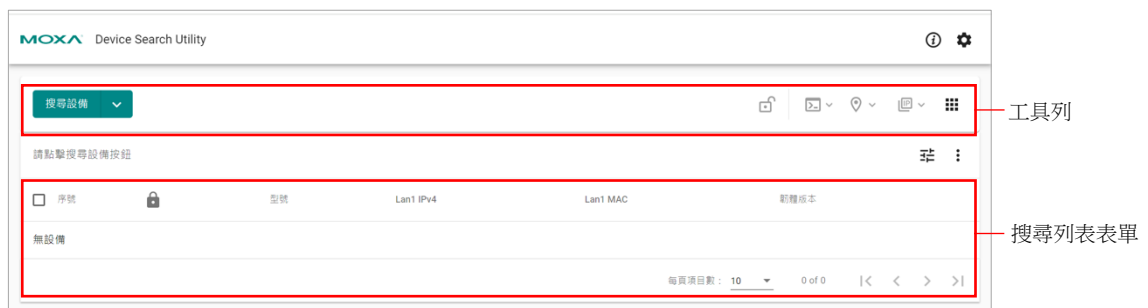 MOXA Device Search Utility
搜尋設備
工具列
請點擊搜尋設備按鈕
序號 型號 Lan1 IPv4 Lan1 MAC 韌體版本
無設備
搜尋列表表單
每頁項目數: 10 0 of 0